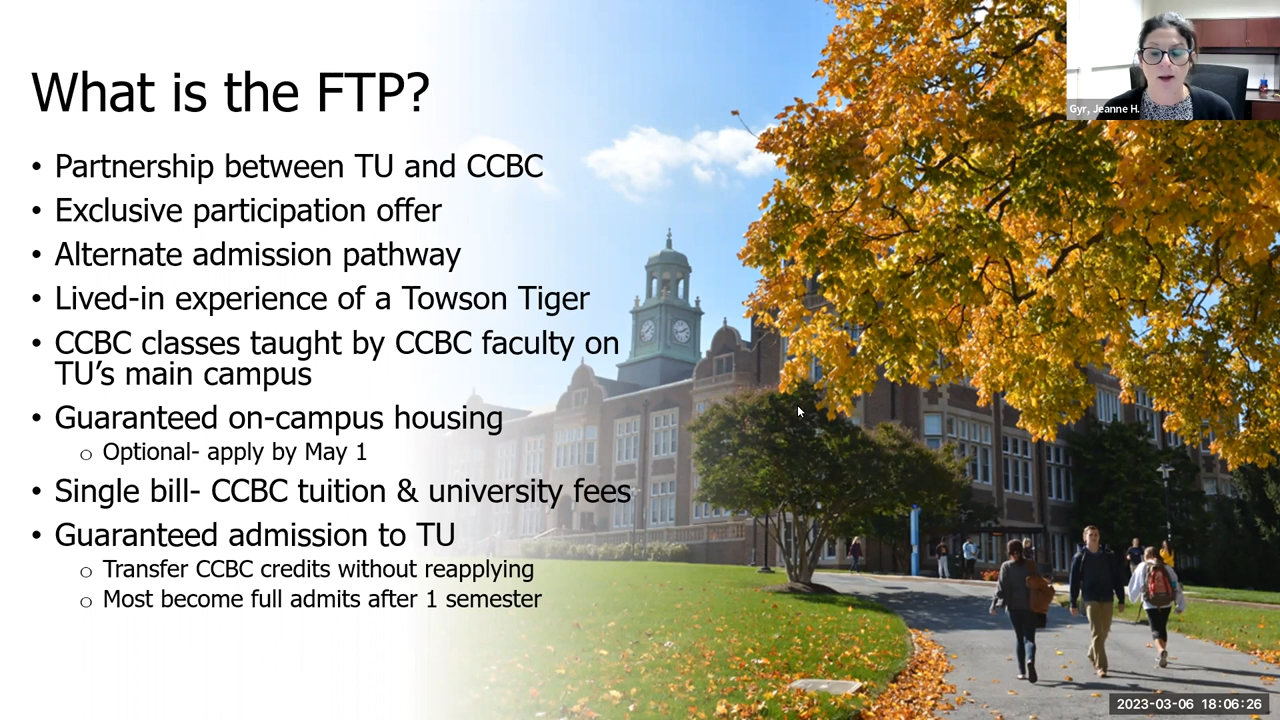 What is the FTP?
• Partnership between TU and CCBC
• Exclusive participation offer
• Alternate admission pathway
• Lived-in experience of a Towson Tiger
• CCBC classes taught by CCBC faculty on
TU's main campus
• Guaranteed on-campus housing
○ Optional- apply by May 1
• Single bill- CCBC tuition & university fees
• Guaranteed admission to TU
○ Transfer CCBC credits without reapplying
○ Most become full admits after 1 semester
Gyr, Jeanne H.
2023-03-06 18:06:26